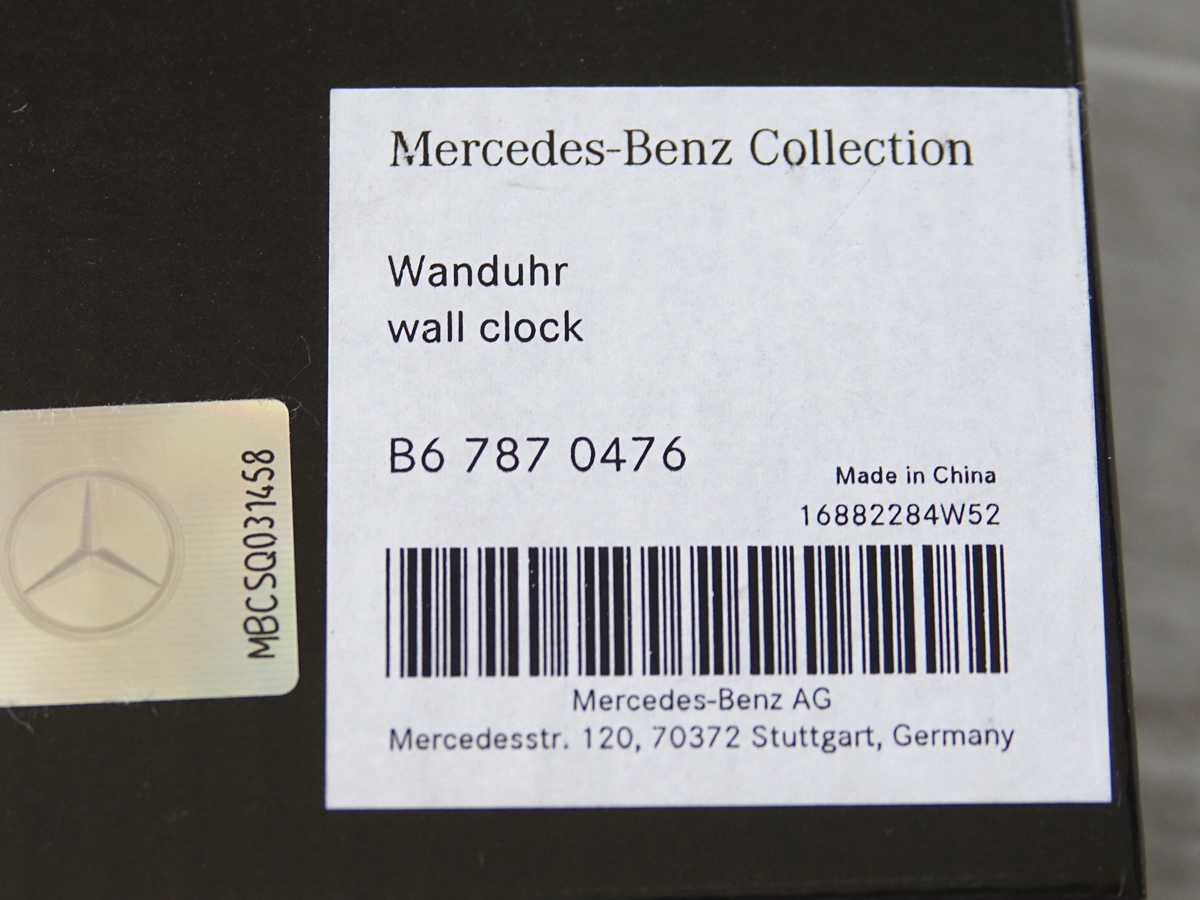 Mercedes-Benz Collection
Wanduhr
wall clock
B6 787 0476
Made in China
16882284W52
Mercedes-Benz AG
Mercedesstr. 120, 70372 Stuttgart, Germany
MBCSQ031458